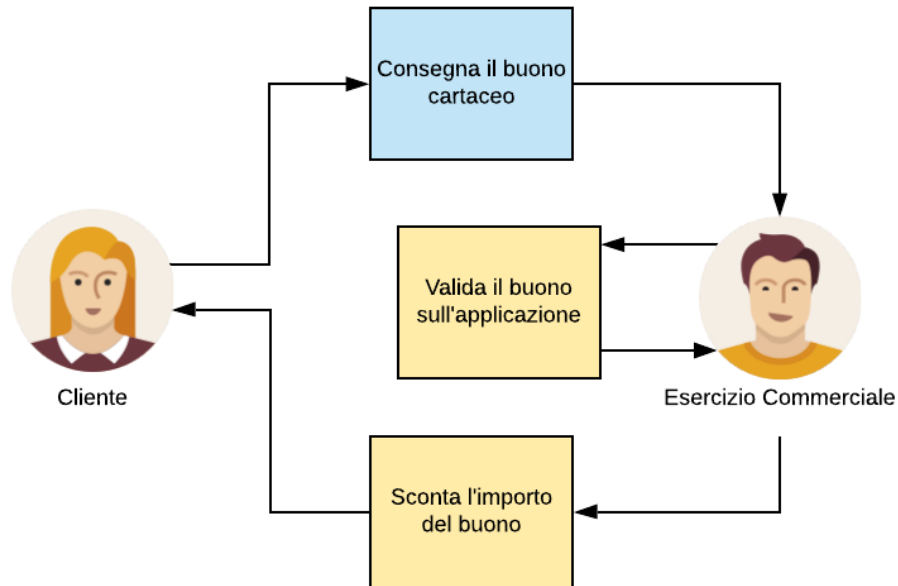 Consegna il buono
cartaceo
Valida il buono
sull'applicazione
Cliente
Esercizio Commerciale
Sconta l'importo
del buono